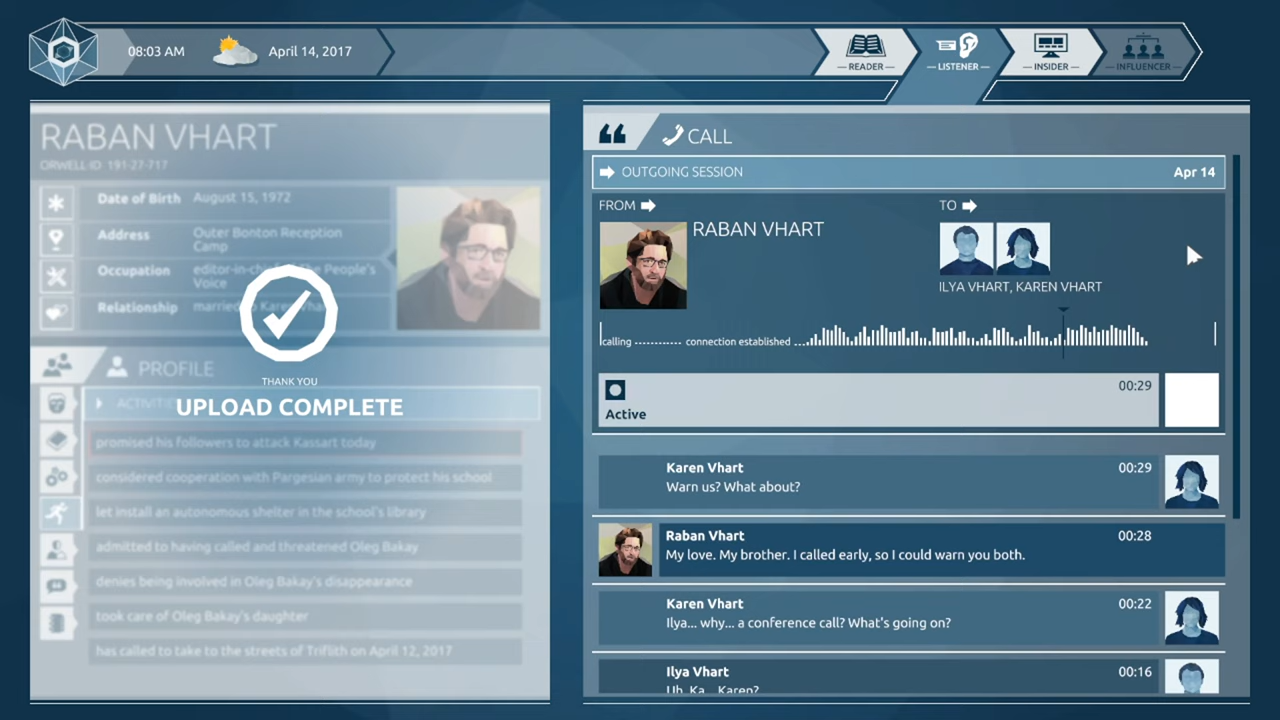 08:03 AM
April 14, 2017
READER
LISTENER
INSIDER
INFLUENCER
RABAN VHART
ORWELL-ID 191-27-717
Date of Birth August 15, 1972
Address Outer Bonton Reception
Camp
Occupation editor-in-chief The People's
Voice
Relationship married Karen
PROFILE
THANK YOU
UPLOAD COMPLETE
promised his followers to attack Kassart today
considered cooperation with Pargesian army to protect his school
let install an autonomous shelter in the school's library
admitted to having called and threatened Oleg Bakay
denies being involved in Oleg Bakay's disappearance
took care of Oleg Bakay's daughter
has called to take to the streets of Triflith on April 12, 2017
CALL
OUTGOING SESSION Apr 14
FROM TO
RABAN VHART
ILYA VHART, KAREN VHART
calling ............ connection established ...
00:29
Active
Karen Vhart 00:29
Warn us? What about?
Raban Vhart 00:28
My love. My brother. I called early, so I could warn you both.
Karen Vhart 00:22
Ilya... why... a conference call? What's going on?
Ilya Vhart 00:16
Uh, Ka... Karen?